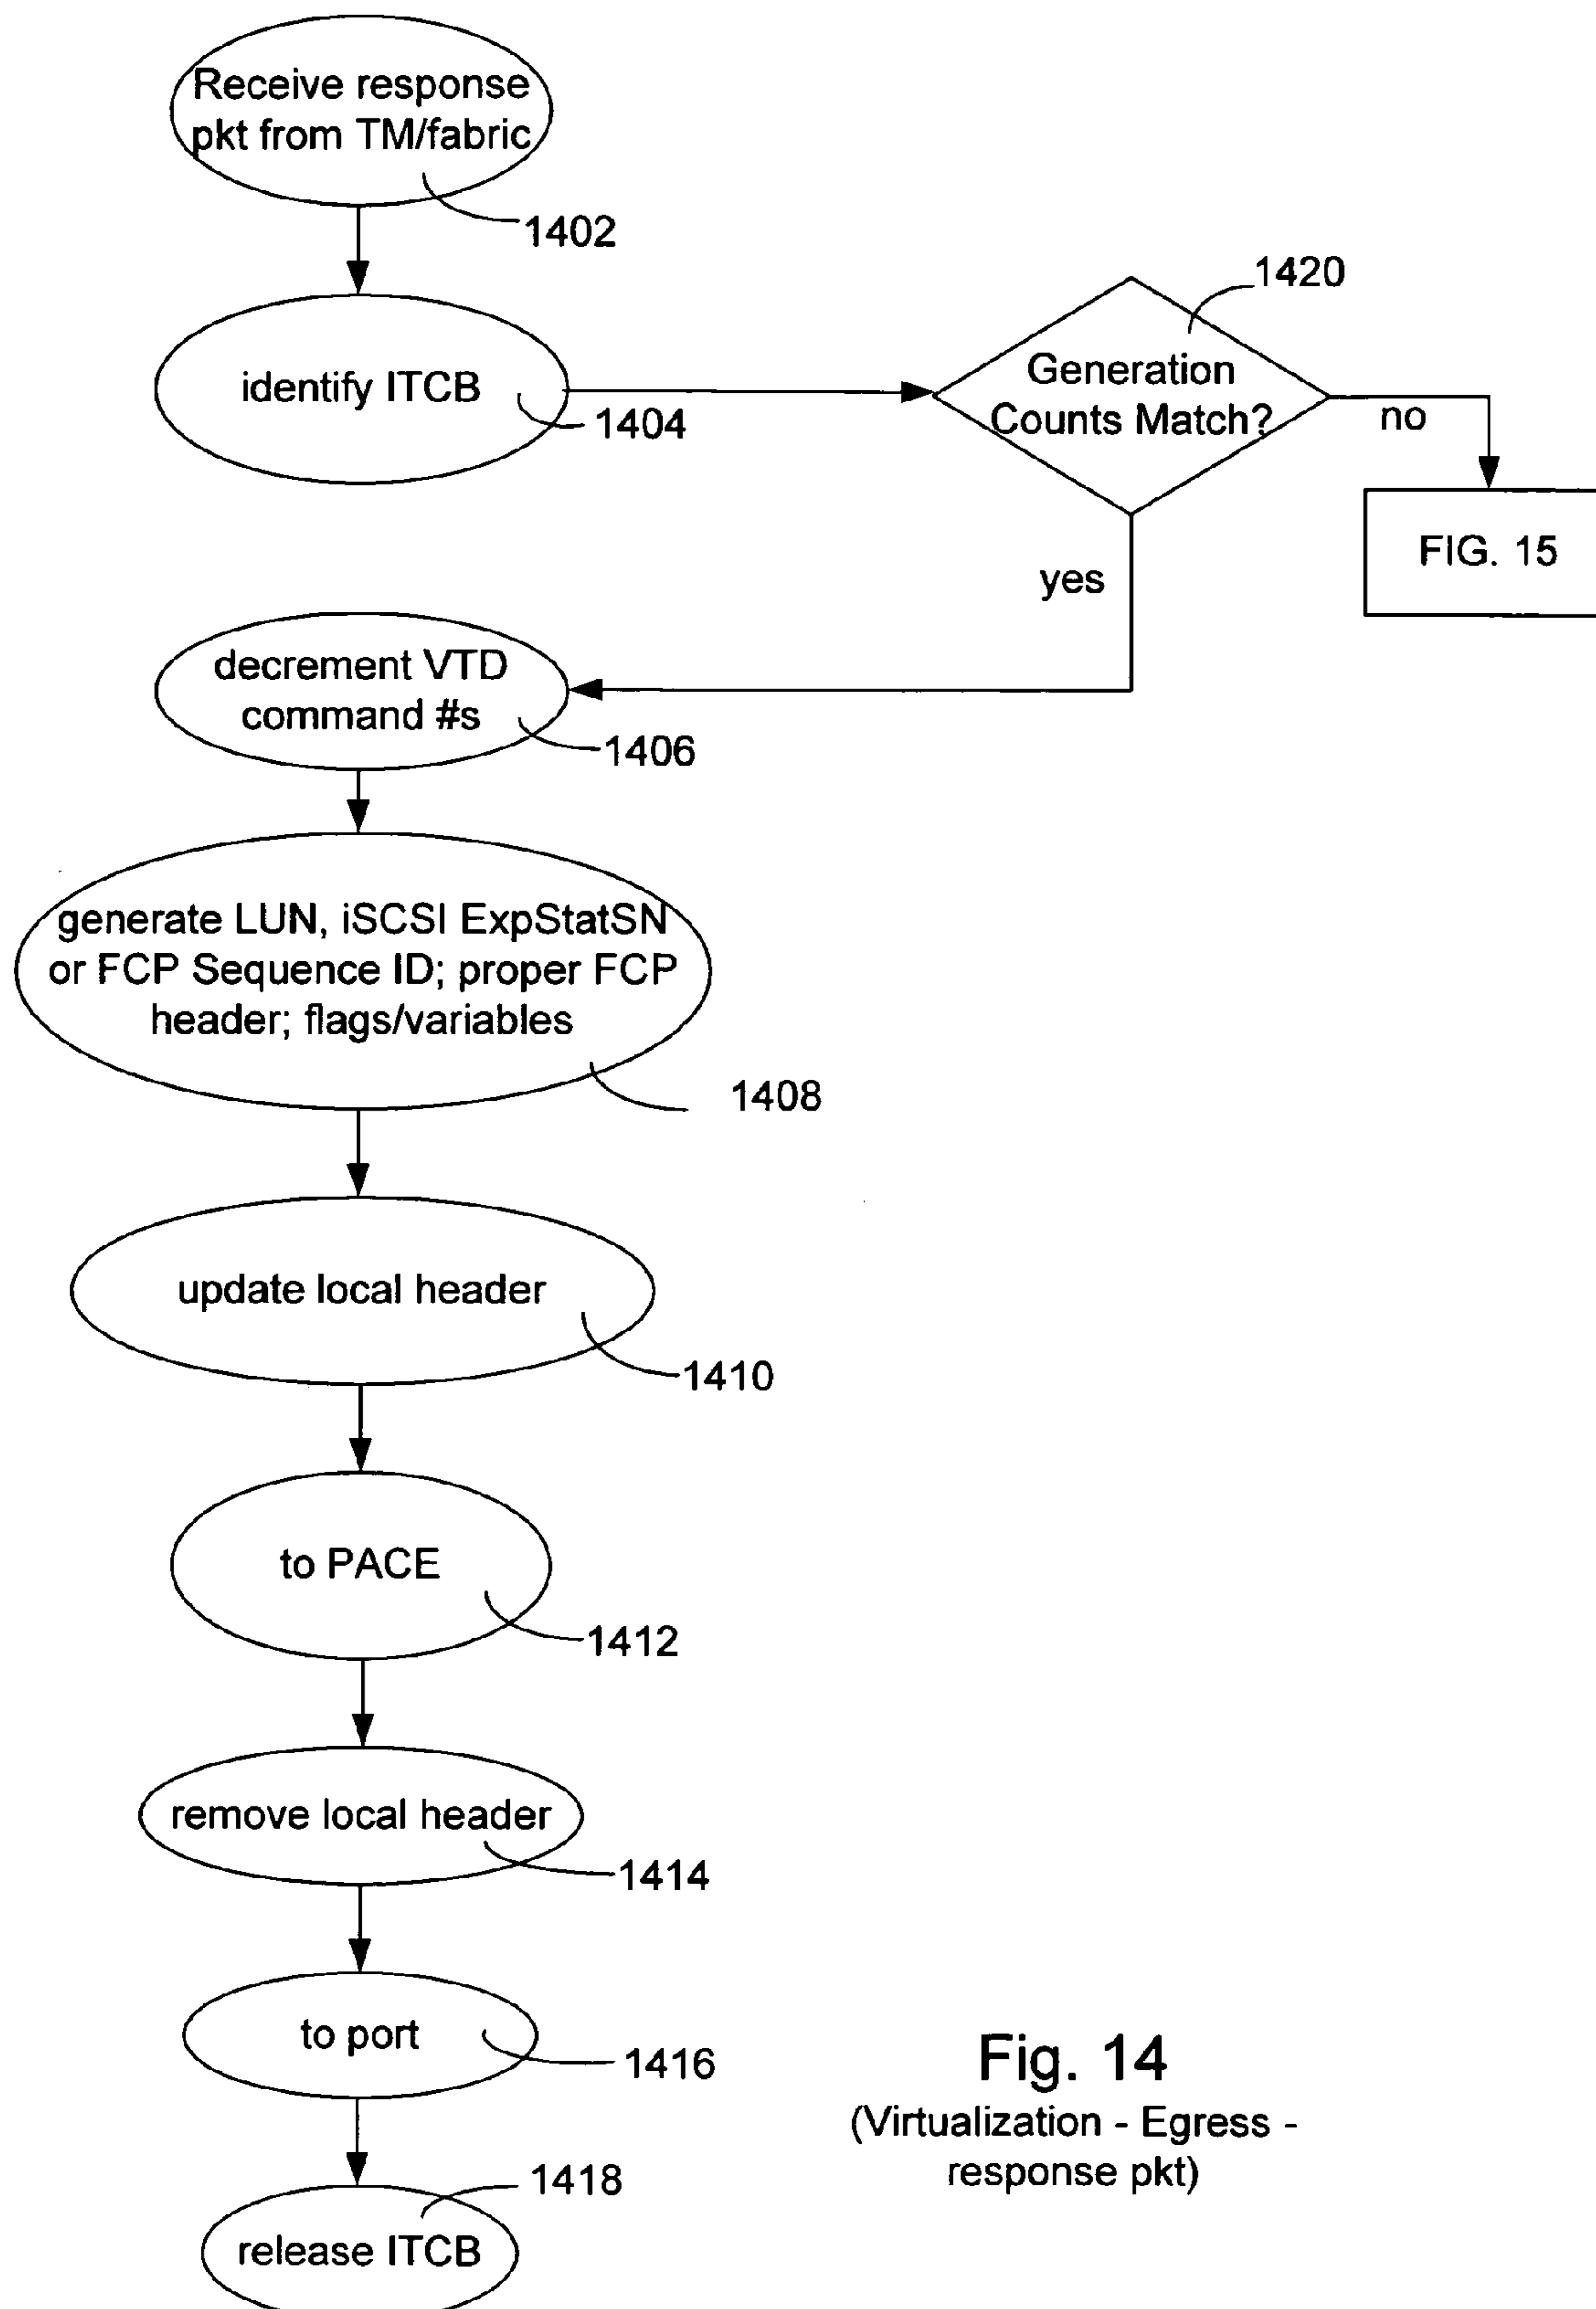 Receive response
pkt from TM/fabric
1402
identify ITCB
1404
1420
Generation
Counts Match?
no
FIG. 15
yes
decrement VTD
command #s
1406
generate LUN, iSCSI ExpStatSN
or FCP Sequence ID; proper FCP
header; flags/variables
1408
update local header
1410
to PACE
1412
remove local header
1414
to port
1416
1418
release ITCB
Fig. 14
(Virtualization - Egress -
response pkt)